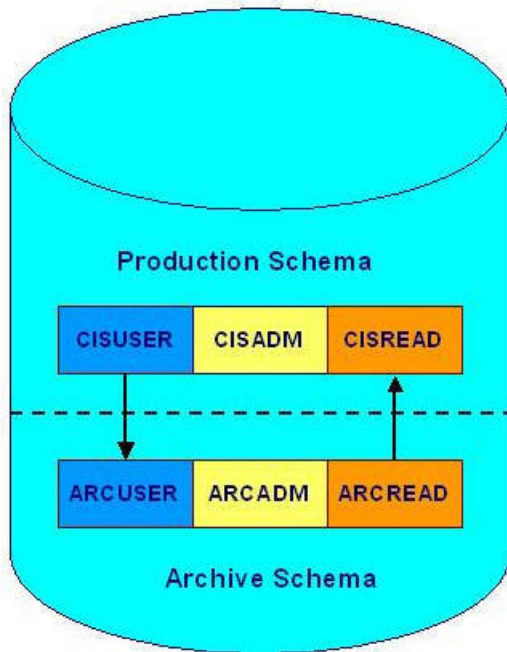 Production Schema
CISUSER CISADM CISREAD
ARCUSER ARCADM ARCREAD
Archive Schema